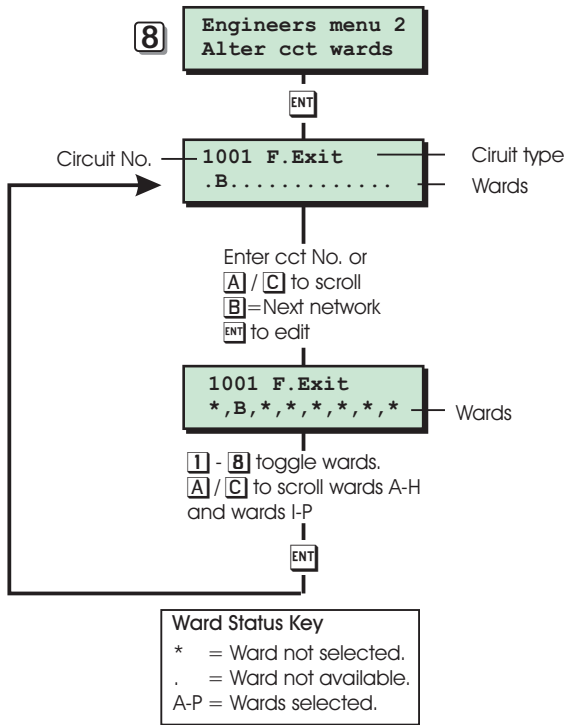 8
Engineers menu 2
Alter cct wards
ENT
Circuit No.
1001 F.Exit
Ciruit type
.B..............
Wards
Enter cct No. or
A / C to scroll
B=Next network
ENT to edit
1001 F.Exit
*,B,*,*,*,*,*,*
Wards
1 - 8 toggle wards.
A / C to scroll wards A-H
and wards I-P
ENT
Ward Status Key
* = Ward not selected.
. = Ward not available.
A-P = Wards selected.